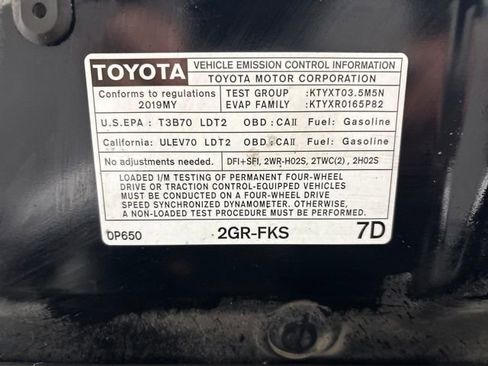 TOYOTA
VEHICLE EMISSION CONTROL INFORMATION
TOYOTA MOTOR CORPORATION
Conforms to regulations
2019MY
TEST GROUP :KTYXT03.5M5N
EVAP FAMILY :KTYXR0165P82
U.S.EPA : T3B70 LDT2 OBD :CAII Fuel: Gasoline
California: ULEV70 LDT2 OBD :CAII Fuel: Gasoline
No adjustments needed. DFI+SFI, 2WR-HO2S, 2TWC(2), 2HO2S
LOADED I/M TESTING OF PERMANENT FOUR-WHEEL
DRIVE OR TRACTION CONTROL-EQUIPPED VEHICLES
MUST BE CONDUCTED ON A FOUR-WHEEL DRIVE
SPEED SYNCHRONIZED DYNAMOMETER. OTHERWISE,
A NON-LOADED TEST PROCEDURE MUST BE PERFORMED.
0P650 2GR-FKS 7D